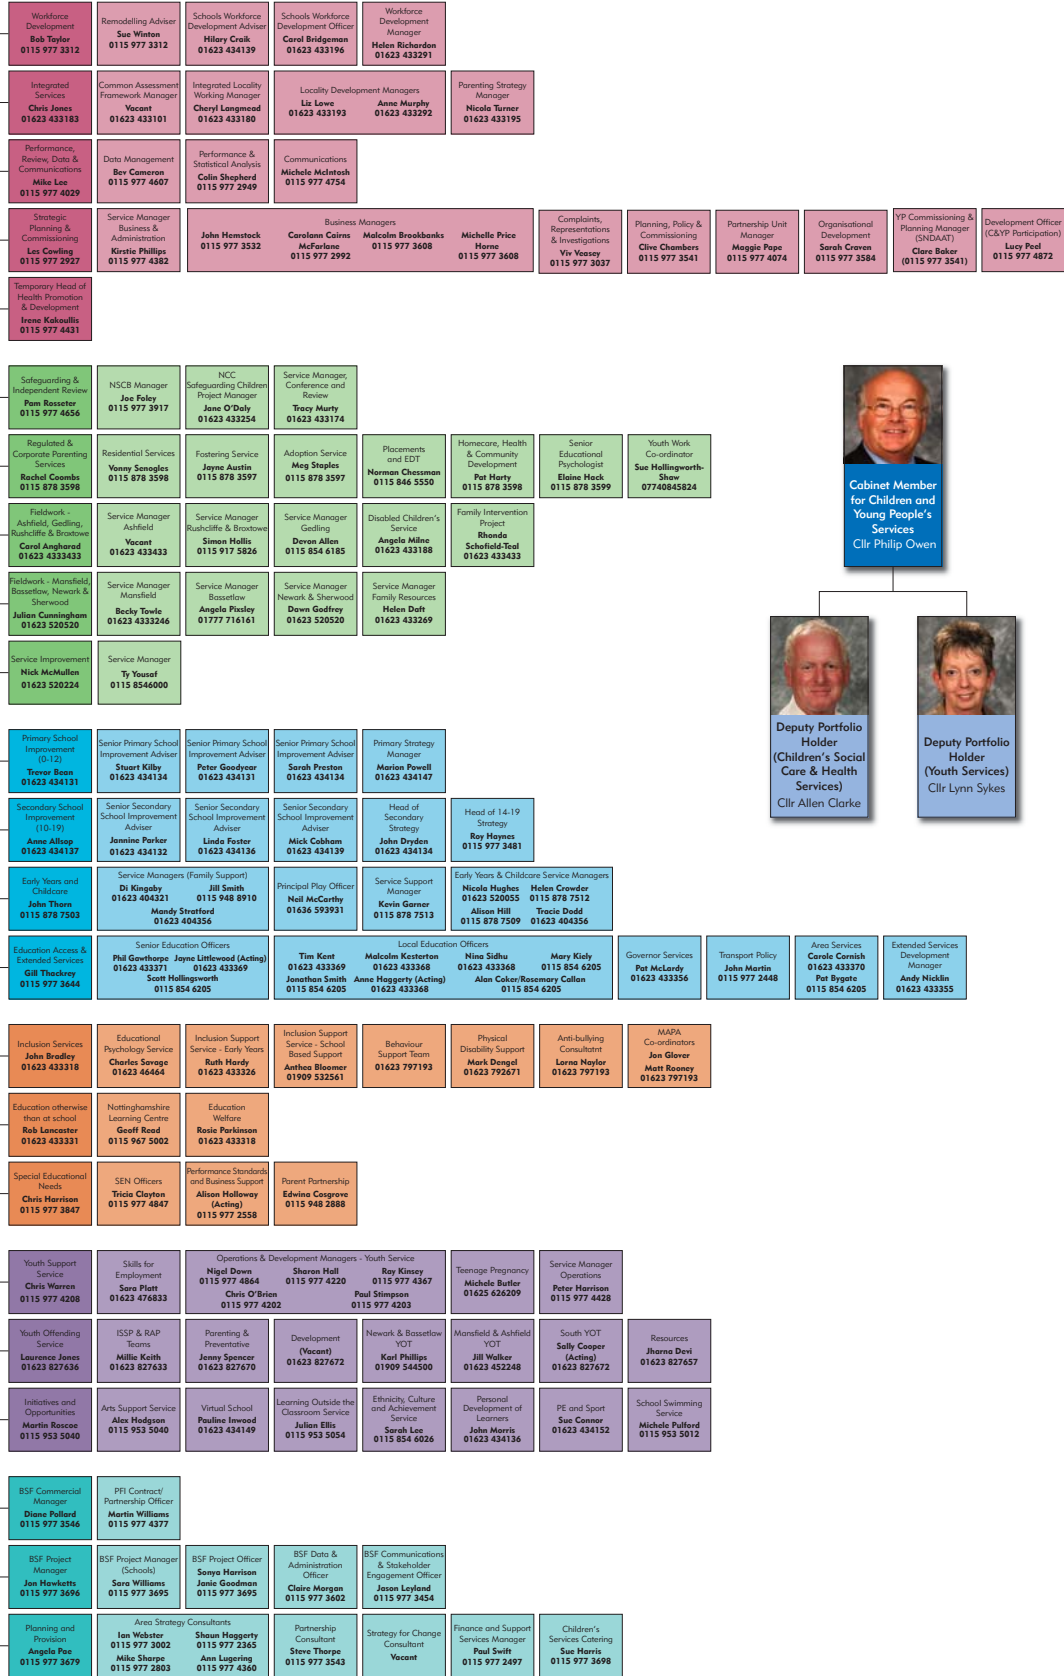 Workforce
Development
Bob Taylor
0115 977 3312
Remodelling Adviser
Sue Winton
0115 977 3312
Schools Workforce
Development Adviser
Hilary Craik
01623 434139
Schools Workforce
Development Officer
Carol Bridgeman
01623 433196
Workforce
Development
Manager
Helen Richardon
01623 433291
Integrated
Services
Chris Jones
01623 433183
Common Assessment
Framework Manager
Vacant
01623 433101
Integrated Locality
Working Manager
Cheryl Langmead
01623 433180
Locality Development Managers
Liz Lowe
01623 433193
Anne Murphy
01623 433292
Parenting Strategy
Manager
Nicola Turner
01623 433195
Performance,
Review, Data &
Communications
Mike Lee
0115 977 4029
Data Management
Bev Cameron
0115 977 4607
Performance &
Statistical Analysis
Colin Shepherd
0115 977 2949
Communications
Michele McIntosh
0115 977 4754
Strategic
Planning &
Commissioning
Les Cowling
0115 977 2927
Service Manager
Business &
Administration
Kirstie Phillips
0115 977 4382
Business Managers
John Hemstock
0115 977 3532
Carolann Cairns
McFarlane
0115 977 2992
Malcolm Brookbanks
0115 977 3608
Michelle Price
Horne
0115 977 3608
Complaints,
Representations
& Investigations
Viv Veasey
0115 977 3037
Planning, Policy &
Commissioning
Clive Chambers
0115 977 3541
Partnership Unit
Manager
Maggie Pape
0115 977 4074
Organisational
Development
Sarah Craven
0115 977 3584
YP Commissioning &
Planning Manager
(SNDAAT)
Clare Baker
(0115 977 3541)
Development Officer
(C&YP Participation)
Lucy Peel
0115 977 4872
Temporary Head of
Health Promotion
& Development
Irene Kakoullis
0115 977 4431
Safeguarding &
Independent Review
Pam Rosseter
0115 977 4656
NSCB Manager
Joe Foley
0115 977 3917
NCC
Safeguarding Children
Project Manager
Jane O'Daly
01623 433254
Service Manager,
Conference and
Review
Tracy Murty
01623 433174
Regulated &
Corporate Parenting
Services
Rachel Coombs
0115 878 3598
Residential Services
Vonny Senogles
0115 878 3598
Fostering Service
Jayne Austin
0115 878 3597
Adoption Service
Meg Staples
0115 878 3597
Placements
and EDT
Norman Chessman
0115 846 5550
Homecare, Health
& Community
Development
Pat Harty
0115 878 3598
Senior
Educational
Psychologist
Elaine Hack
0115 878 3599
Youth Work
Co-ordinator
Sue Hollingworth-
Shaw
07740845824
Fieldwork -
Ashfield, Gedling,
Rushcliffe & Broxtowe
Carol Angharad
01623 4333433
Service Manager
Ashfield
Vacant
01623 433433
Service Manager
Rushcliffe & Broxtowe
Simon Hollis
0115 917 5826
Service Manager
Gedling
Devon Allen
0115 854 6185
Disabled Children's
Service
Angela Milne
01623 433188
Family Intervention
Project
Rhonda
Schofield-Teal
01623 433433
Fieldwork - Mansfield,
Bassetlaw, Newark &
Sherwood
Julian Cunningham
01623 520520
Service Manager
Mansfield
Becky Towle
01623 4333246
Service Manager
Bassetlaw
Angela Pixsley
01777 716161
Service Manager
Newark & Sherwood
Dawn Godfrey
01623 520520
Service Manager
Family Resources
Helen Daft
01623 433269
Service Improvement
Nick McMullen
01623 520224
Service Manager
Ty Yousaf
0115 8546000
Cabinet Member
for Children and
Young People's
Services
Cllr Philip Owen
Deputy Portfolio
Holder
(Children's Social
Care & Health
Services)
Cllr Allen Clarke
Deputy Portfolio
Holder
(Youth Services)
Cllr Lynn Sykes
Primary School
Improvement
(0-12)
Trevor Bean
01623 434131
Senior Primary School
Improvement Adviser
Stuart Kilby
01623 434134
Senior Primary School
Improvement Adviser
Peter Goodyear
01623 434131
Senior Primary School
Improvement Adviser
Sarah Preston
01623 434134
Primary Strategy
Manager
Marion Powell
01623 434147
Secondary School
Improvement
(10-19)
Anne Allsop
01623 434137
Senior Secondary
School Improvement
Adviser
Jannine Parker
01623 434132
Senior Secondary
School Improvement
Adviser
Linda Foster
01623 434136
Senior Secondary
School Improvement
Adviser
Mick Cobham
01623 434139
Head of
Secondary
Strategy
John Dryden
01623 434134
Head of 14-19
Strategy
Roy Haynes
0115 977 3481
Early Years and
Childcare
John Thorn
0115 878 7503
Service Managers (Family Support)
Di Kingaby
01623 404321
Jill Smith
0115 948 8910
Mandy Stratford
01623 404356
Principal Play Officer
Neil McCarthy
01636 593931
Service Support
Manager
Kevin Garner
0115 878 7513
Early Years & Childcare Service Managers
Nicola Hughes
01623 520055
Helen Crowder
0115 878 7512
Alison Hill
0115 878 7509
Tracie Dodd
01623 404356
Education Access &
Extended Services
Gill Thackrey
0115 977 3644
Senior Education Officers
Phil Gawthorpe
01623 433371
Jayne Littlewood (Acting)
01623 433369
Scott Hollingsworth
0115 854 6205
Local Education Officers
Tim Kent
01623 433369
Malcolm Kesterton
01623 433368
Nina Sidhu
01623 433368
Mary Kiely
0115 854 6205
Jonathan Smith
0115 854 6205
Anne Haggerty (Acting)
01623 433368
Alan Coker/Rosemary Callan
0115 854 6205
Governor Services
Pat McLardy
01623 433356
Transport Policy
John Martin
0115 977 2448
Area Services
Carole Cornish
01623 433370
Pat Bygate
0115 854 6205
Extended Services
Development
Manager
Andy Nicklin
01623 433355
Inclusion Services
John Bradley
01623 433318
Educational
Psychology Service
Charles Savage
01623 46464
Inclusion Support
Service - Early Years
Ruth Hardy
01623 433326
Inclusion Support
Service - School
Based Support
Anthea Bloomer
01909 532561
Behaviour
Support Team
01623 797193
Physical
Disability Support
Mark Dengel
01623 792671
Anti-bullying
Consultatnt
Lorna Naylor
01623 797193
MAPA
Co-ordinators
Jon Glover
Matt Rooney
01623 797193
Education otherwise
than at school
Rob Lancaster
01623 433331
Nottinghamshire
Learning Centre
Geoff Read
0115 967 5002
Education
Welfare
Rosie Parkinson
01623 433318
Special Educational
Needs
Chris Harrison
0115 977 3847
SEN Officers
Tricia Clayton
0115 977 4847
Performance Standards
and Business Support
Alison Holloway
(Acting)
0115 977 2558
Parent Partnership
Edwina Cosgrove
0115 948 2888
Youth Support
Service
Chris Warren
0115 977 4208
Skills for
Employment
Sara Platt
01623 476833
Operations & Development Managers - Youth Service
Nigel Down
0115 977 4864
Sharon Hall
0115 977 4220
Ray Kinsey
0115 977 4367
Chris O'Brien
0115 977 4202
Paul Stimpson
0115 977 4203
Teenage Pregnancy
Michele Butler
01625 626209
Service Manager
Operations
Peter Harrison
0115 977 4428
Youth Offending
Service
Laurence Jones
01623 827636
ISSP & RAP
Teams
Millie Keith
01623 827633
Parenting &
Preventative
Jenny Spencer
01623 827670
Development
(Vacant)
01623 827672
Newark & Bassetlaw
YOT
Karl Phillips
01909 544500
Mansfield & Ashfield
YOT
Jill Walker
01623 452248
South YOT
Sally Cooper
(Acting)
01623 827672
Resources
Jharna Devi
01623 827657
Initiatives and
Opportunities
Martin Roscoe
0115 953 5040
Arts Support Service
Alex Hodgson
0115 953 5040
Virtual School
Pauline Inwood
01623 434149
Learning Outside the
Classroom Service
Julian Ellis
0115 953 5054
Ethnicity, Culture
and Achievement
Service
Sarah Lee
0115 854 6026
Personal
Development of
Learners
John Morris
01623 434136
PE and Sport
Sue Connor
01623 434152
School Swimming
Service
Michele Pulford
0115 953 5012
BSF Commercial
Manager
Diane Pollard
0115 977 3546
PFI Contract/
Partnership Officer
Martin Williams
0115 977 4377
BSF Project
Manager
Jon Hawketts
0115 977 3696
BSF Project Manager
(Schools)
Sara Williams
0115 977 3695
BSF Project Officer
Sonya Harrison
Janie Goodman
0115 977 3695
BSF Data &
Administration
Officer
Claire Morgan
0115 977 3602
BSF Communications
& Stakeholder
Engagement Officer
Jason Leyland
0115 977 3454
Planning and
Provision
Angela Pae
0115 977 3679
Area Strategy Consultants
Ian Webster
0115 977 3002
Shaun Haggerty
0115 977 2365
Mike Sharpe
0115 977 2803
Ann Lugering
0115 977 4360
Partnership
Consultant
Steve Thorpe
0115 977 3543
Strategy for Change
Consultant
Vacant
Finance and Support
Services Manager
Paul Swift
0115 977 2497
Children's
Services Catering
Sue Harris
0115 977 3698